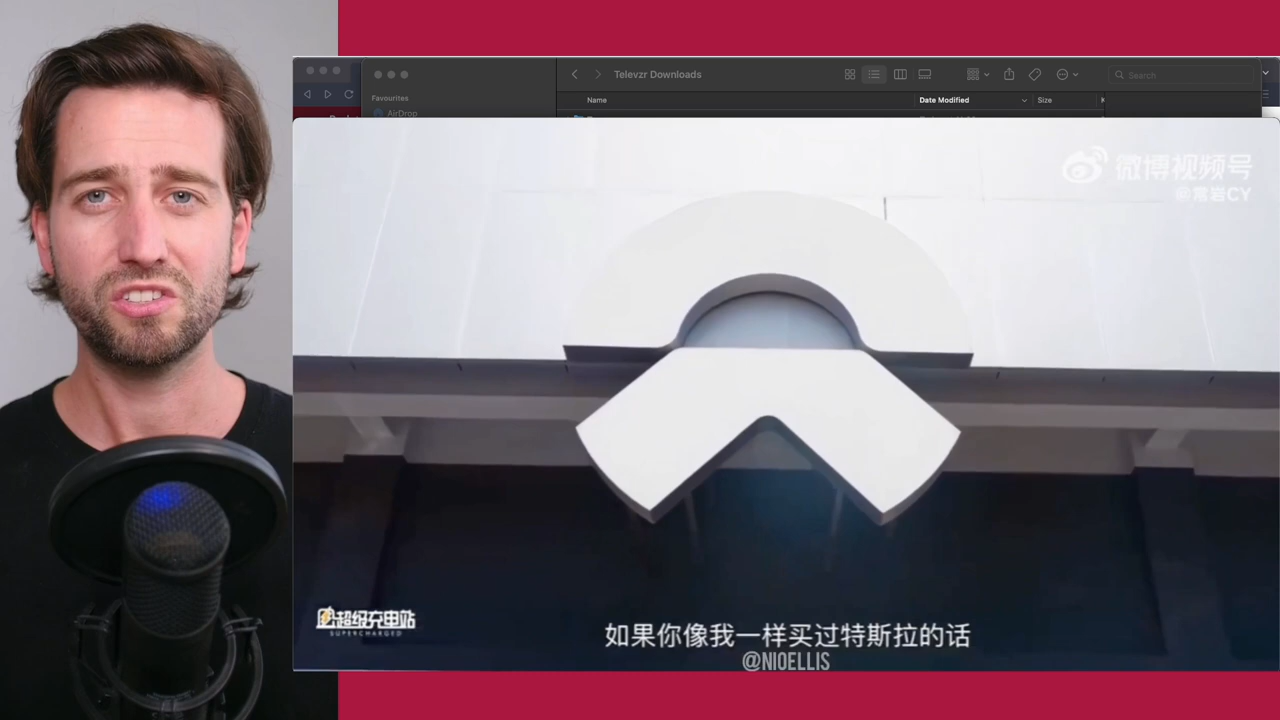 Televzr Downloads
Search
Favourites
AirDrop
Name
Date Modified
Size
微博视频号
@常岩CY
超级充电站
SUPERCHARGED
如果你像我一样买过特斯拉的话
@NIOELLIS